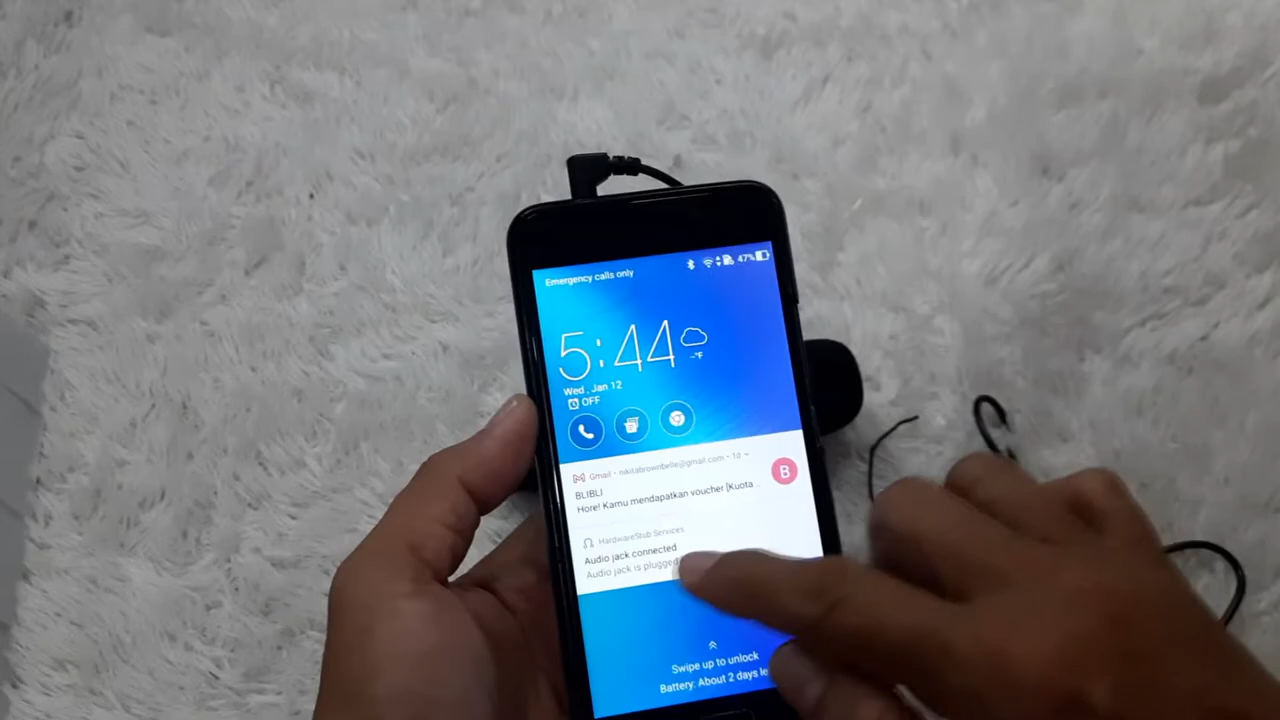 Emergency calls only
47%
5:44
--°F
Wed, Jan 12
OFF
Gmail • nikitabrownbelle@gmail.com • 1d
B
BLIBLI
Hore! Kamu mendapatkan voucher [Kuota ...
HardwareStub Services
Audio jack connected
Audio jack is plugged
Swipe up to unlock
Battery: About 2 days le